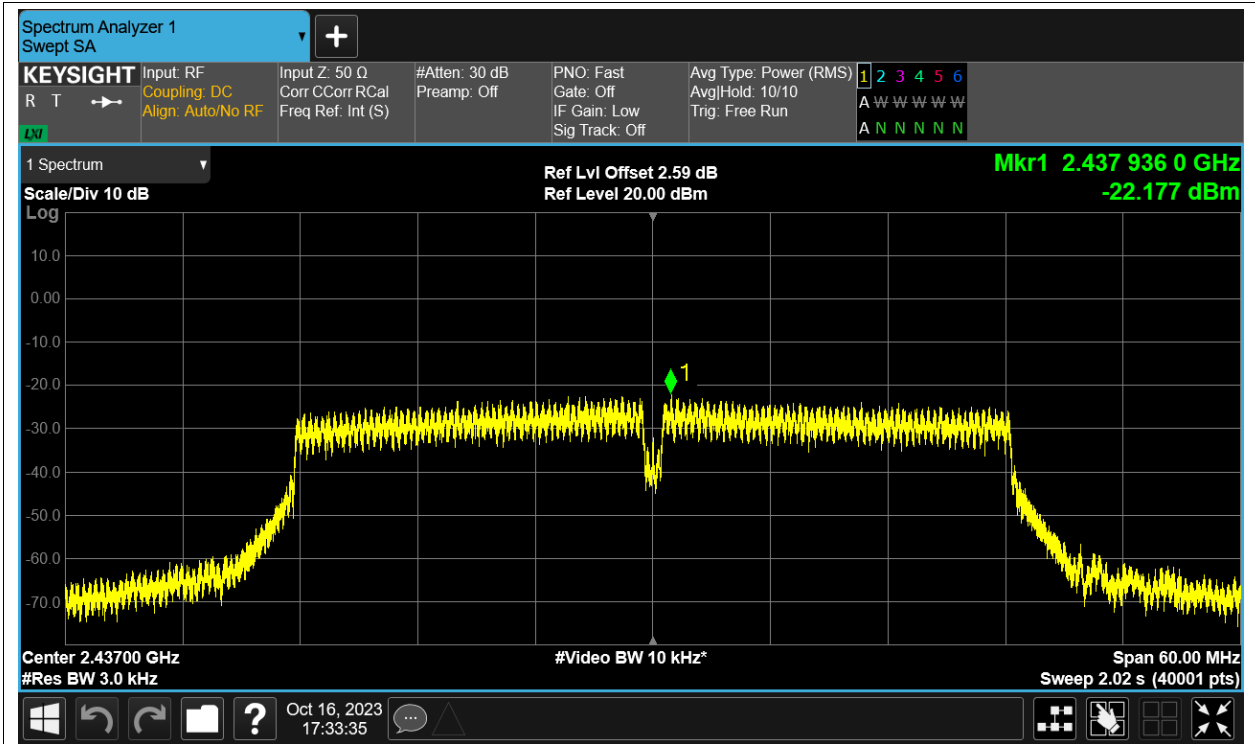 Spectrum Analyzer 1
Swept SA
+
KEYSIGHT
R T
LXI
Input: RF
Coupling: DC
Align: Auto/No RF
Input Z: 50 Ω
Corr CCorr RCal
Freq Ref: Int (S)
#Atten: 30 dB
Preamp: Off
PNO: Fast
Gate: Off
IF Gain: Low
Sig Track: Off
Avg Type: Power (RMS)
Avg|Hold: 10/10
Trig: Free Run
1 2 3 4 5 6
A W W W W W
A N N N N N
1 Spectrum
Scale/Div 10 dB
Ref Lvl Offset 2.59 dB
Ref Level 20.00 dBm
Mkr1 2.437 936 0 GHz
-22.177 dBm
Log
10.0
0.00
-10.0
-20.0
-30.0
-40.0
-50.0
-60.0
-70.0
1
Center 2.43700 GHz
#Res BW 3.0 kHz
#Video BW 10 kHz*
Span 60.00 MHz
Sweep 2.02 s (40001 pts)
?
Oct 16, 2023
17:33:35